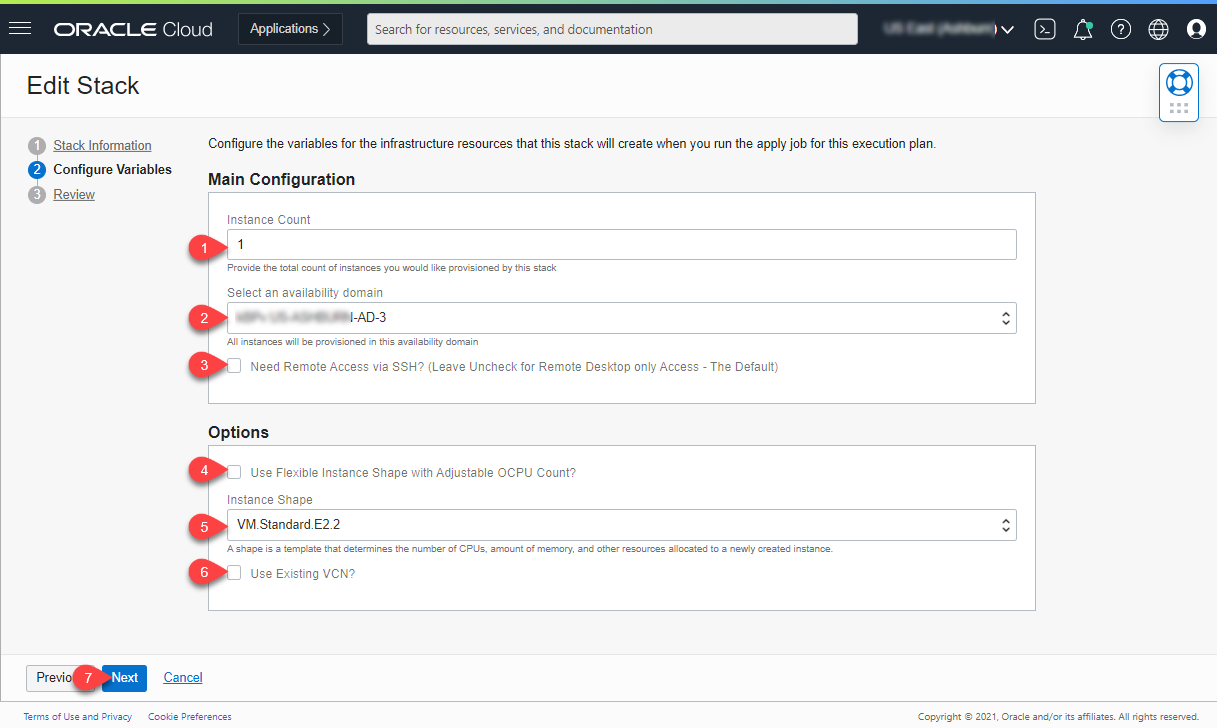 ORACLE Cloud
Applications
Search for resources, services, and documentation
Edit Stack
1 Stack Information
2 Configure Variables
3 Review
Configure the variables for the infrastructure resources that this stack will create when you run the apply job for this execution plan.
Main Configuration
Instance Count
1 1
Provide the total count of instances you would like provisioned by this stack
Select an availability domain
2 -AD-3
All instances will be provisioned in this availability domain
3 Need Remote Access via SSH? (Leave Uncheck for Remote Desktop only Access - The Default)
Options
4 Use Flexible Instance Shape with Adjustable OCPU Count?
Instance Shape
5 VM.Standard.E2.2
A shape is a template that determines the number of CPUs, amount of memory, and other resources allocated to a newly created instance.
6 Use Existing VCN?
Previo 7 Next Cancel
Terms of Use and Privacy Cookie Preferences Copyright © 2021, Oracle and/or its affiliates. All rights reserved.